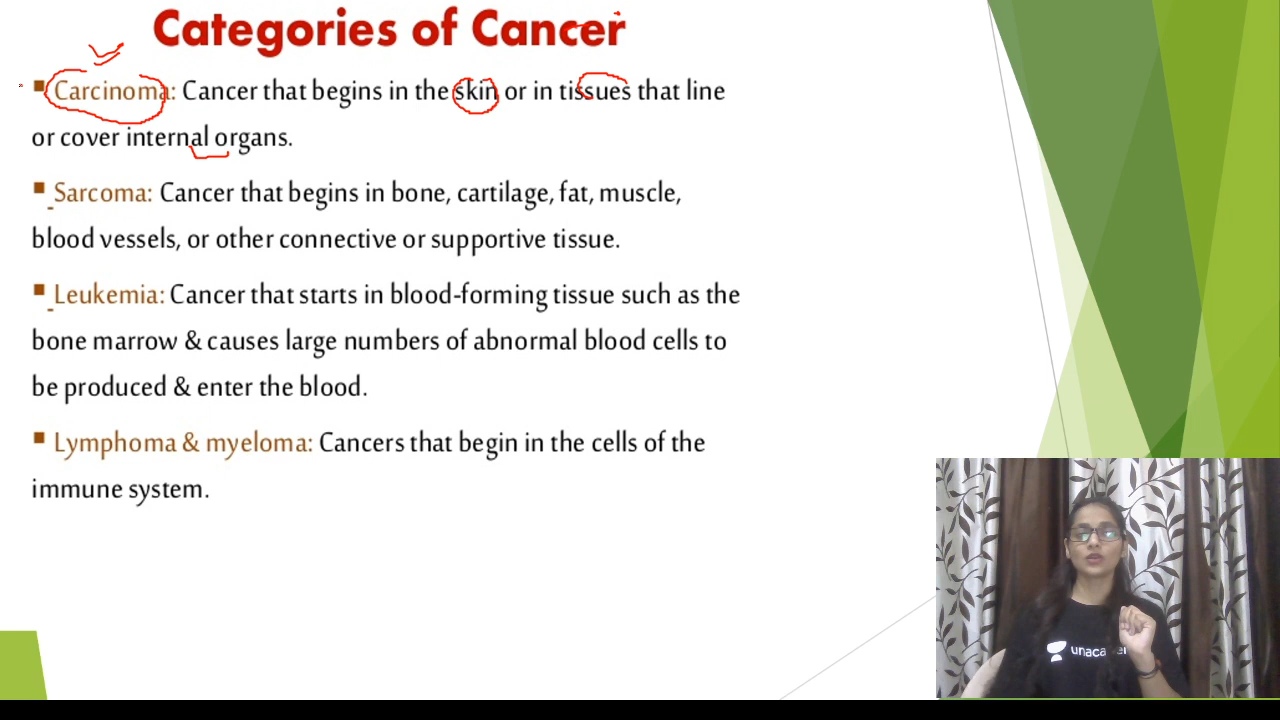 Categories of Cancer
▪ Carcinoma: Cancer that begins in the skin or in tissues that line
or cover internal organs.
▪ Sarcoma: Cancer that begins in bone, cartilage, fat, muscle,
blood vessels, or other connective or supportive tissue.
▪ Leukemia: Cancer that starts in blood-forming tissue such as the
bone marrow & causes large numbers of abnormal blood cells to
be produced & enter the blood.
▪ Lymphoma & myeloma: Cancers that begin in the cells of the
immune system.